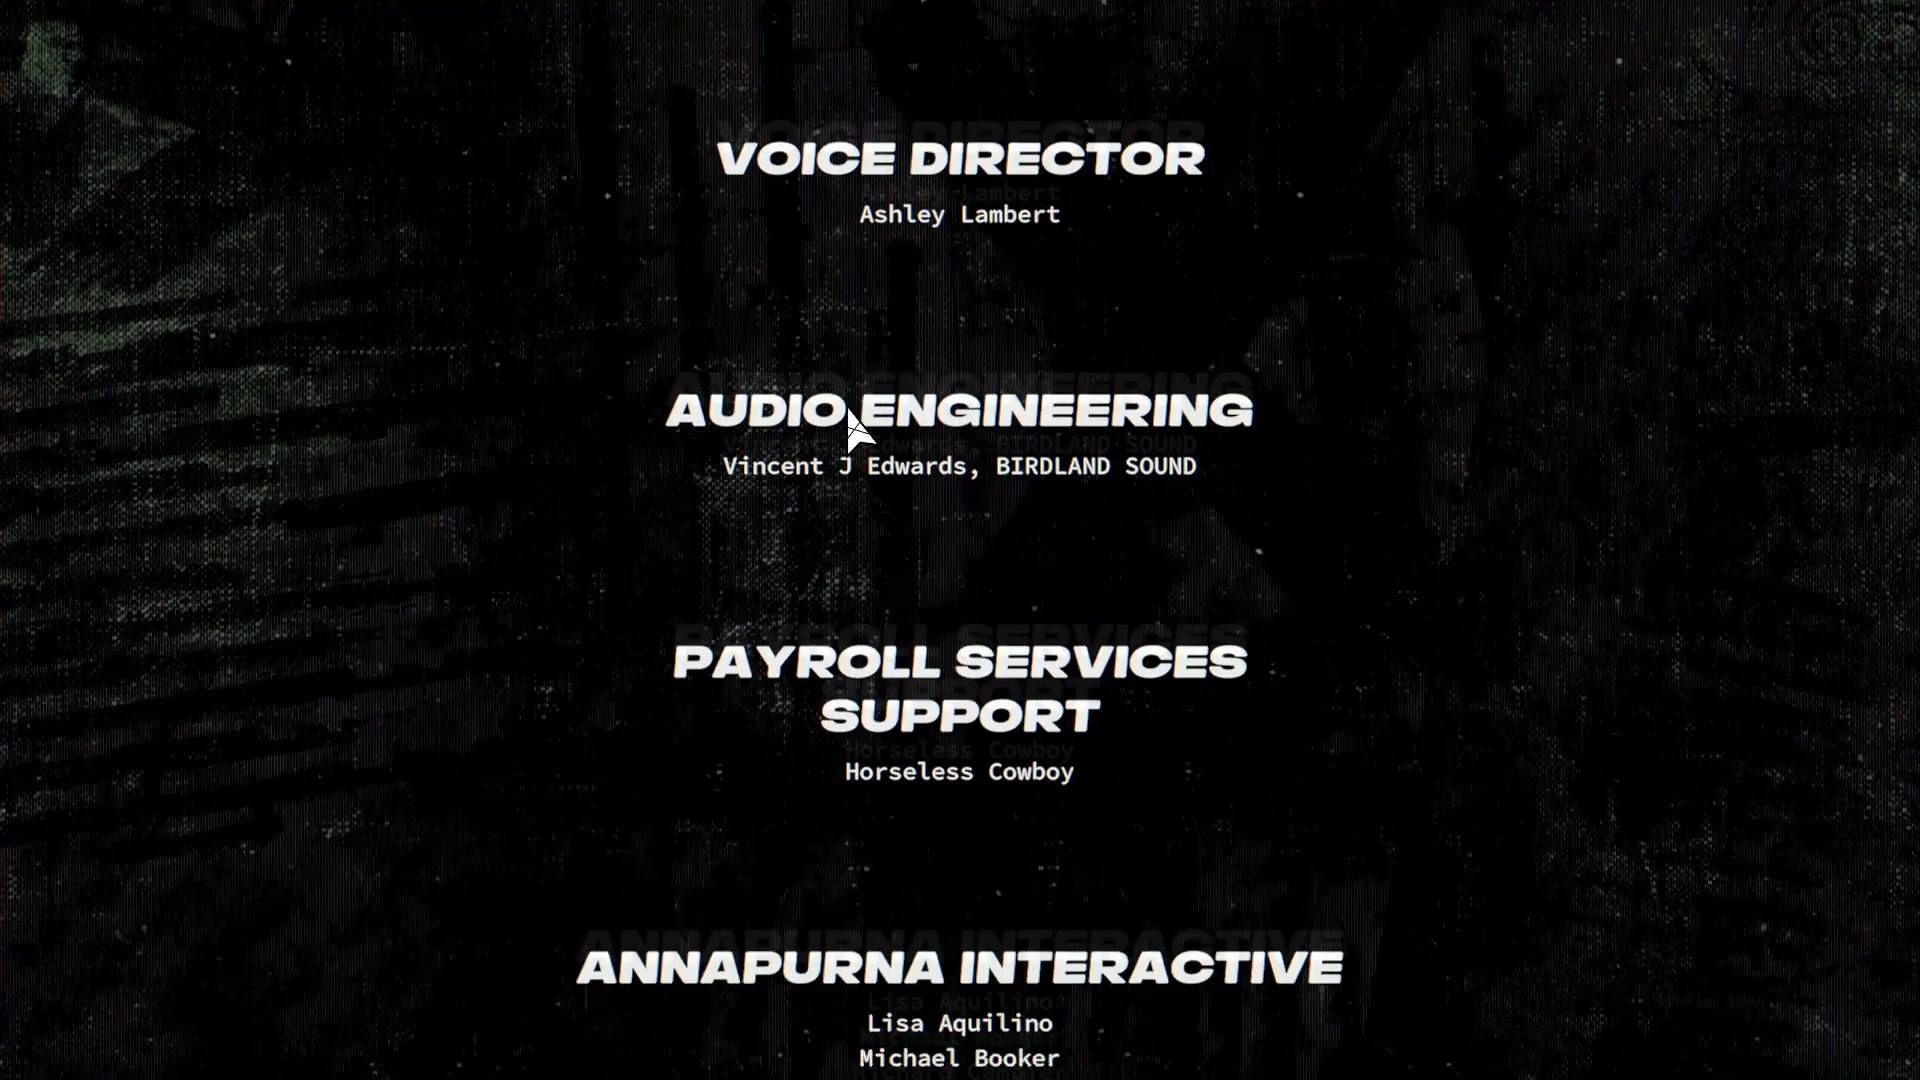 VOICE DIRECTOR
Ashley Lambert
AUDIO ENGINEERING
Vincent J Edwards, BIRDLAND SOUND
PAYROLL SERVICES
SUPPORT
Horseless Cowboy
ANNAPURNA INTERACTIVE
Lisa Aquilino
Michael Booker